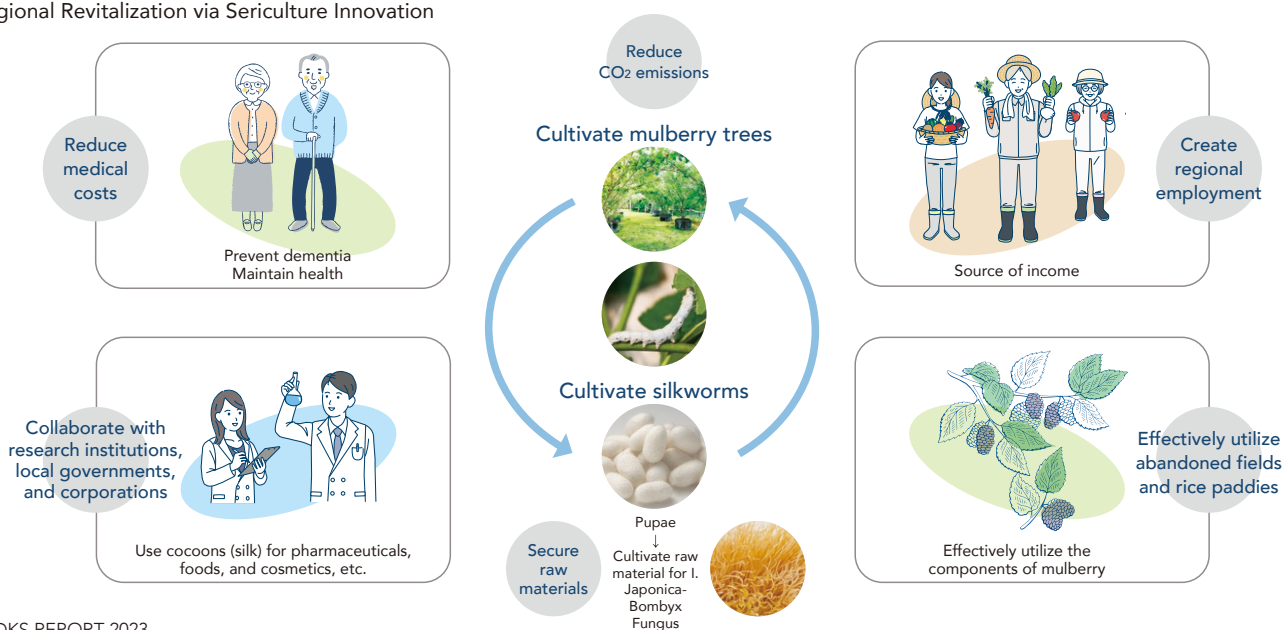 gional Revitalization via Sericulture Innovation
Reduce
medical
costs
Prevent dementia
Maintain health
Collaborate with
research institutions,
local governments,
and corporations
Use cocoons (silk) for pharmaceuticals,
foods, and cosmetics, etc.
Reduce
CO2 emissions
Cultivate mulberry trees
Cultivate silkworms
Pupae
↓
Cultivate raw
material for I.
Japonica-
Bombyx
Fungus
Secure
raw
materials
Create
regional
employment
Source of income
Effectively utilize
abandoned fields
and rice paddies
Effectively utilize the
components of mulberry
OKS REPORT 2023